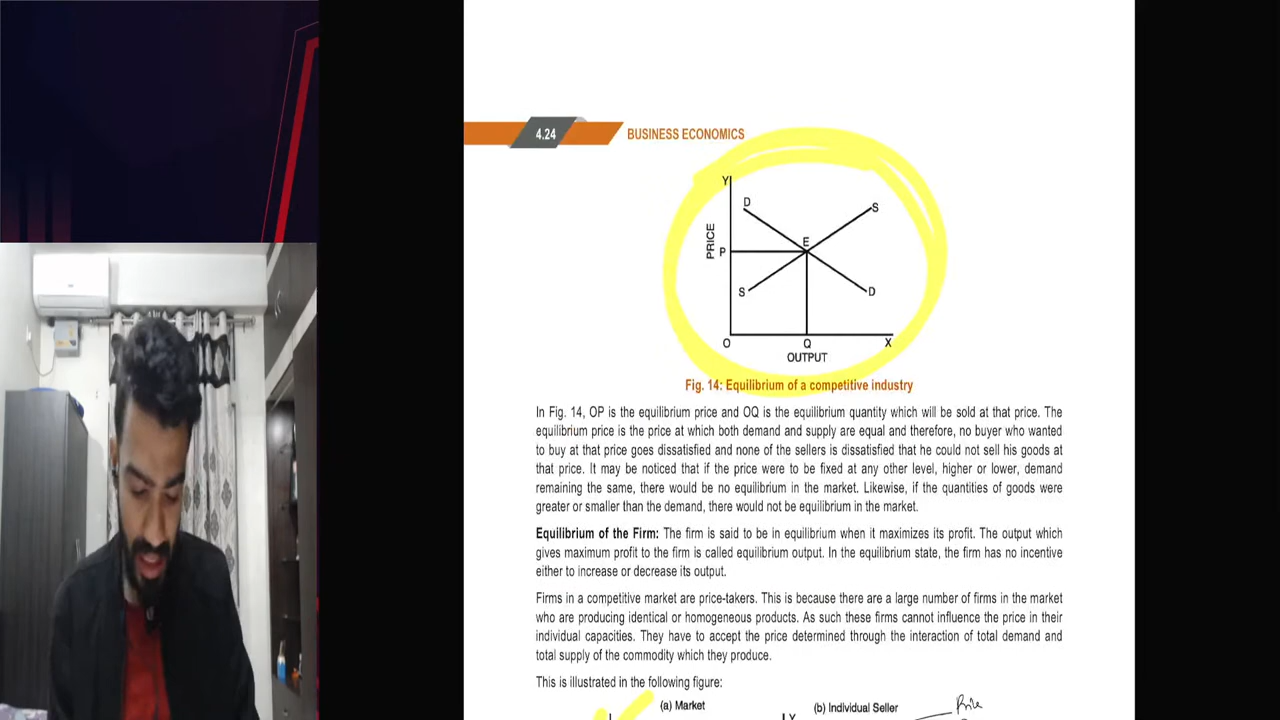 4.24 BUSINESS ECONOMICS
Y
D
S
PRICE
E
P
S
D
O
Q
X
OUTPUT
Fig. 14: Equilibrium of a competitive industry
In Fig. 14, OP is the equilibrium price and OQ is the equilibrium quantity which will be sold at that price. The
equilibrium price is the price at which both demand and supply are equal and therefore, no buyer who wanted
to buy at that price goes dissatisfied and none of the sellers is dissatisfied that he could not sell his goods at
that price. It may be noticed that if the price were to be fixed at any other level, higher or lower, demand
remaining the same, there would be no equilibrium in the market. Likewise, if the quantities of goods were
greater or smaller than the demand, there would not be equilibrium in the market.
Equilibrium of the Firm: The firm is said to be in equilibrium when it maximizes its profit. The output which
gives maximum profit to the firm is called equilibrium output. In the equilibrium state, the firm has no incentive
either to increase or decrease its output.
Firms in a competitive market are price-takers. This is because there are a large number of firms in the market
who are producing identical or homogeneous products. As such these firms cannot influence the price in their
individual capacities. They have to accept the price determined through the interaction of total demand and
total supply of the commodity which they produce.
This is illustrated in the following figure:
(a) Market
(b) Individual Seller
Y